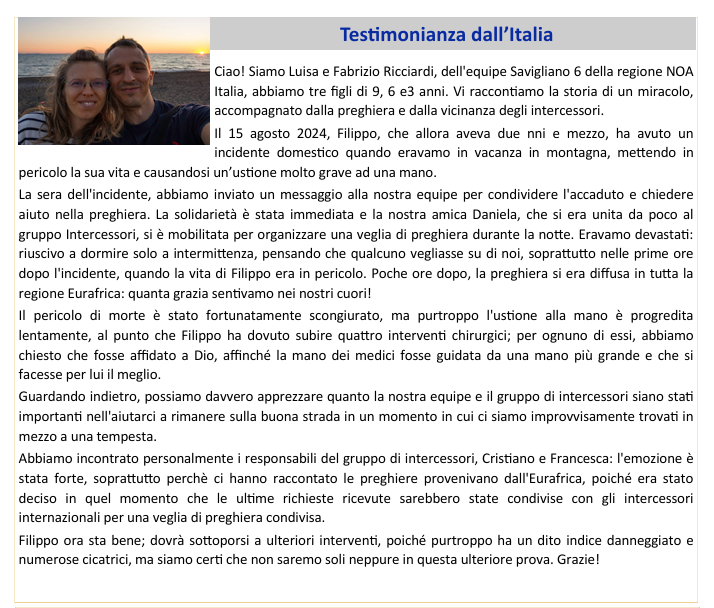 Testimonianza dall'Italia
Ciao! Siamo Luisa e Fabrizio Ricciardi, dell'equipe Savigliano 6 della regione NOA
Italia, abbiamo tre figli di 9, 6 e3 anni. Vi raccontiamo la storia di un miracolo,
accompagnato dalla preghiera e dalla vicinanza degli intercessori.
Il 15 agosto 2024, Filippo, che allora aveva due nni e mezzo, ha avuto un
incidente domestico quando eravamo in vacanza in montagna, mettendo in
pericolo la sua vita e causandosi un'ustione molto grave ad una mano.
La sera dell'incidente, abbiamo inviato un messaggio alla nostra equipe per condividere l'accaduto e chiedere
aiuto nella preghiera. La solidarietà è stata immediata e la nostra amica Daniela, che si era unita da poco al
gruppo Intercessori, si è mobilitata per organizzare una veglia di preghiera durante la notte. Eravamo devastati:
riuscivo a dormire solo a intermittenza, pensando che qualcuno vegliasse su di noi, soprattutto nelle prime ore
dopo l'incidente, quando la vita di Filippo era in pericolo. Poche ore dopo, la preghiera si era diffusa in tutta la
regione Eurafrica: quanta grazia sentivamo nei nostri cuori!
Il pericolo di morte è stato fortunatamente scongiurato, ma purtroppo l'ustione alla mano è progredita
lentamente, al punto che Filippo ha dovuto subire quattro interventi chirurgici; per ognuno di essi, abbiamo
chiesto che fosse affidato a Dio, affinché la mano dei medici fosse guidata da una mano più grande e che si
facesse per lui il meglio.
Guardando indietro, possiamo davvero apprezzare quanto la nostra equipe e il gruppo di intercessori siano stati
importanti nell'aiutarci a rimanere sulla buona strada in un momento in cui ci siamo improvvisamente trovati in
mezzo a una tempesta.
Abbiamo incontrato personalmente i responsabili del gruppo di intercessori, Cristiano e Francesca: l'emozione è
stata forte, soprattutto perchè ci hanno raccontato le preghiere provenivano dall'Eurafrica, poiché era stato
deciso in quel momento che le ultime richieste ricevute sarebbero state condivise con gli intercessori
internazionali per una veglia di preghiera condivisa.
Filippo ora sta bene; dovrà sottoporsi a ulteriori interventi, poiché purtroppo ha un dito indice danneggiato e
numerose cicatrici, ma siamo certi che non saremo soli neppure in questa ulteriore prova. Grazie!